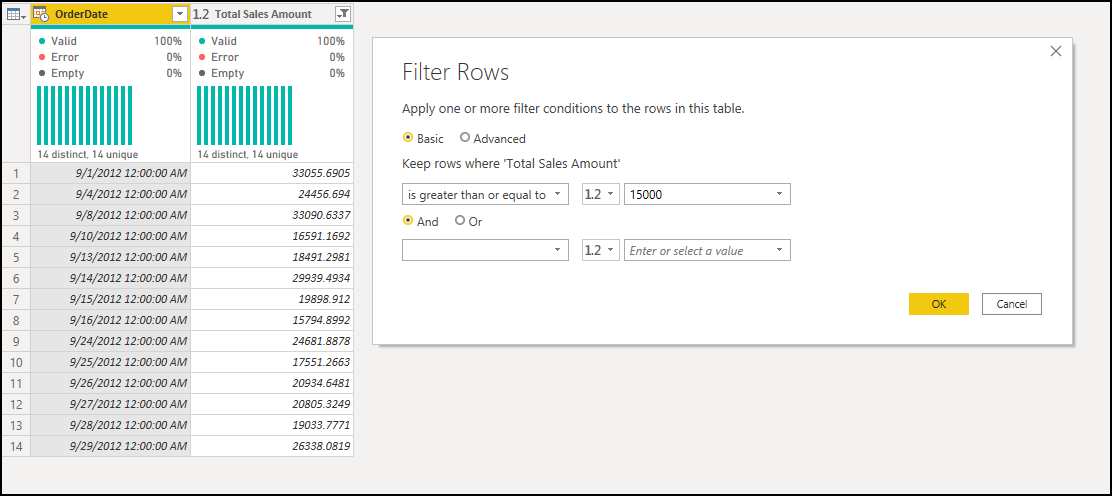 OrderDate 1.2 Total Sales Amount
Valid 100% Valid 100%
Error 0% Error 0%
Empty 0% Empty 0%
14 distinct, 14 unique 14 distinct, 14 unique
1 9/1/2012 12:00:00 AM 33055.6905
2 9/4/2012 12:00:00 AM 24456.694
3 9/8/2012 12:00:00 AM 33090.6337
4 9/10/2012 12:00:00 AM 16591.1692
5 9/13/2012 12:00:00 AM 18491.2981
6 9/14/2012 12:00:00 AM 29939.4934
7 9/15/2012 12:00:00 AM 19898.912
8 9/16/2012 12:00:00 AM 15794.8992
9 9/24/2012 12:00:00 AM 24681.8878
10 9/25/2012 12:00:00 AM 17551.2663
11 9/26/2012 12:00:00 AM 20934.6481
12 9/27/2012 12:00:00 AM 20805.3249
13 9/28/2012 12:00:00 AM 19033.7771
14 9/29/2012 12:00:00 AM 26338.0819
Filter Rows
Apply one or more filter conditions to the rows in this table.
Basic Advanced
Keep rows where 'Total Sales Amount'
is greater than or equal to 1.2 15000
And Or
1.2 Enter or select a value
OK Cancel